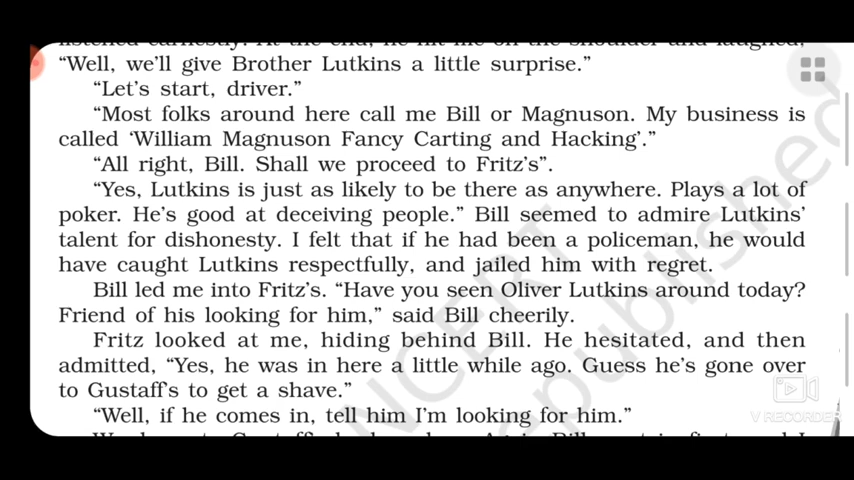 “Well, we’ll give Brother Lutkins a little surprise.”
“Let’s start, driver.”
“Most folks around here call me Bill or Magnuson. My business is
called ‘William Magnuson Fancy Carting and Hacking’.”
“All right, Bill. Shall we proceed to Fritz’s”.
“Yes, Lutkins is just as likely to be there as anywhere. Plays a lot of
poker. He’s good at deceiving people.” Bill seemed to admire Lutkins’
talent for dishonesty. I felt that if he had been a policeman, he would
have caught Lutkins respectfully, and jailed him with regret.
Bill led me into Fritz’s. “Have you seen Oliver Lutkins around today?
Friend of his looking for him,” said Bill cheerily.
Fritz looked at me, hiding behind Bill. He hesitated, and then
admitted, “Yes, he was in here a little while ago. Guess he’s gone over
to Gustaff’s to get a shave.”
“Well, if he comes in, tell him I’m looking for him.”
NCERT
republished
V RECORDER